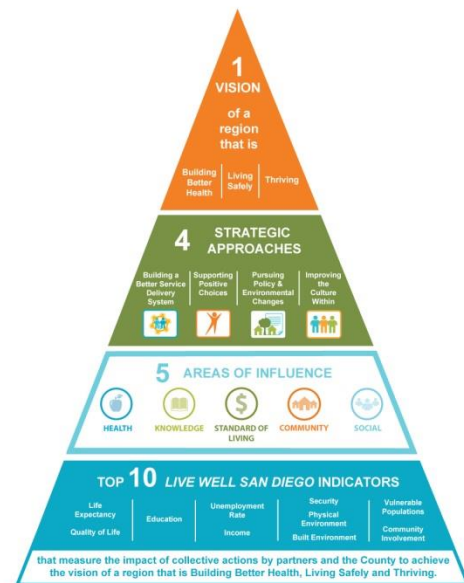 1
VISION
of a
region
that is
Building
Better
Health
Living
Safely
Thriving
4 STRATEGIC
APPROACHES
Building a
Better Service
Delivery
System
Supporting
Positive
Choices
Pursuing
Policy &
Environmental
Changes
Improving
the
Culture
Within
5 AREAS OF INFLUENCE
HEALTH
KNOWLEDGE
STANDARD OF
LIVING
COMMUNITY
SOCIAL
TOP 10 LIVE WELL SAN DIEGO INDICATORS
Life
Expectancy
Quality of Life
Education
Unemployment
Rate
Income
Security
Physical
Environment
Built Environment
Vulnerable
Populations
Community
Involvement
that measure the impact of collective actions by partners and the County to achieve
the vision of a region that is Building Better Health, Living Safely and Thriving.